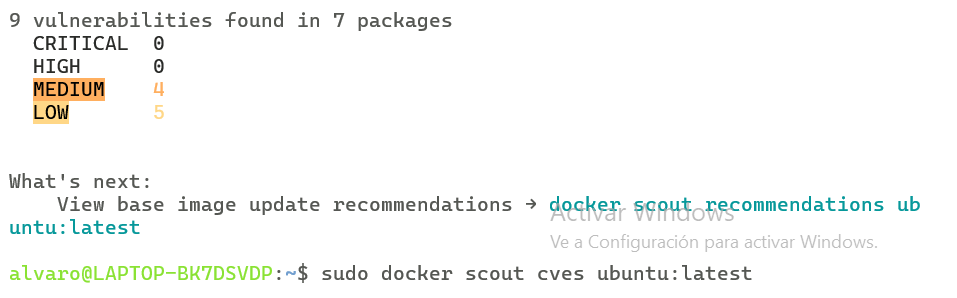 9 vulnerabilities found in 7 packages
CRITICAL 0
HIGH 0
MEDIUM 4
LOW 5
What's next:
View base image update recommendations → docker scout recommendations ub
untu:latest
Activar Windows
Ve a Configuración para activar Windows.
alvaro@LAPTOP-BK7DSVDP:~$ sudo docker scout cves ubuntu:latest